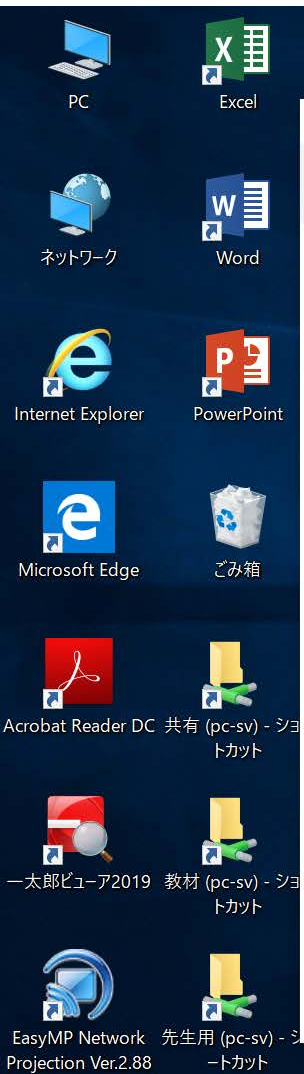 PC
Excel
ネットワーク
Word
Internet Explorer
PowerPoint
Microsoft Edge
ごみ箱
Acrobat Reader DC
共有 (pc-sv) - ショ
ートカット
一太郎ビューア2019
教材 (pc-sv) - ショ
ートカット
EasyMP Network
Projection Ver.2.88
先生用 (pc-sv) - シ
ョートカット